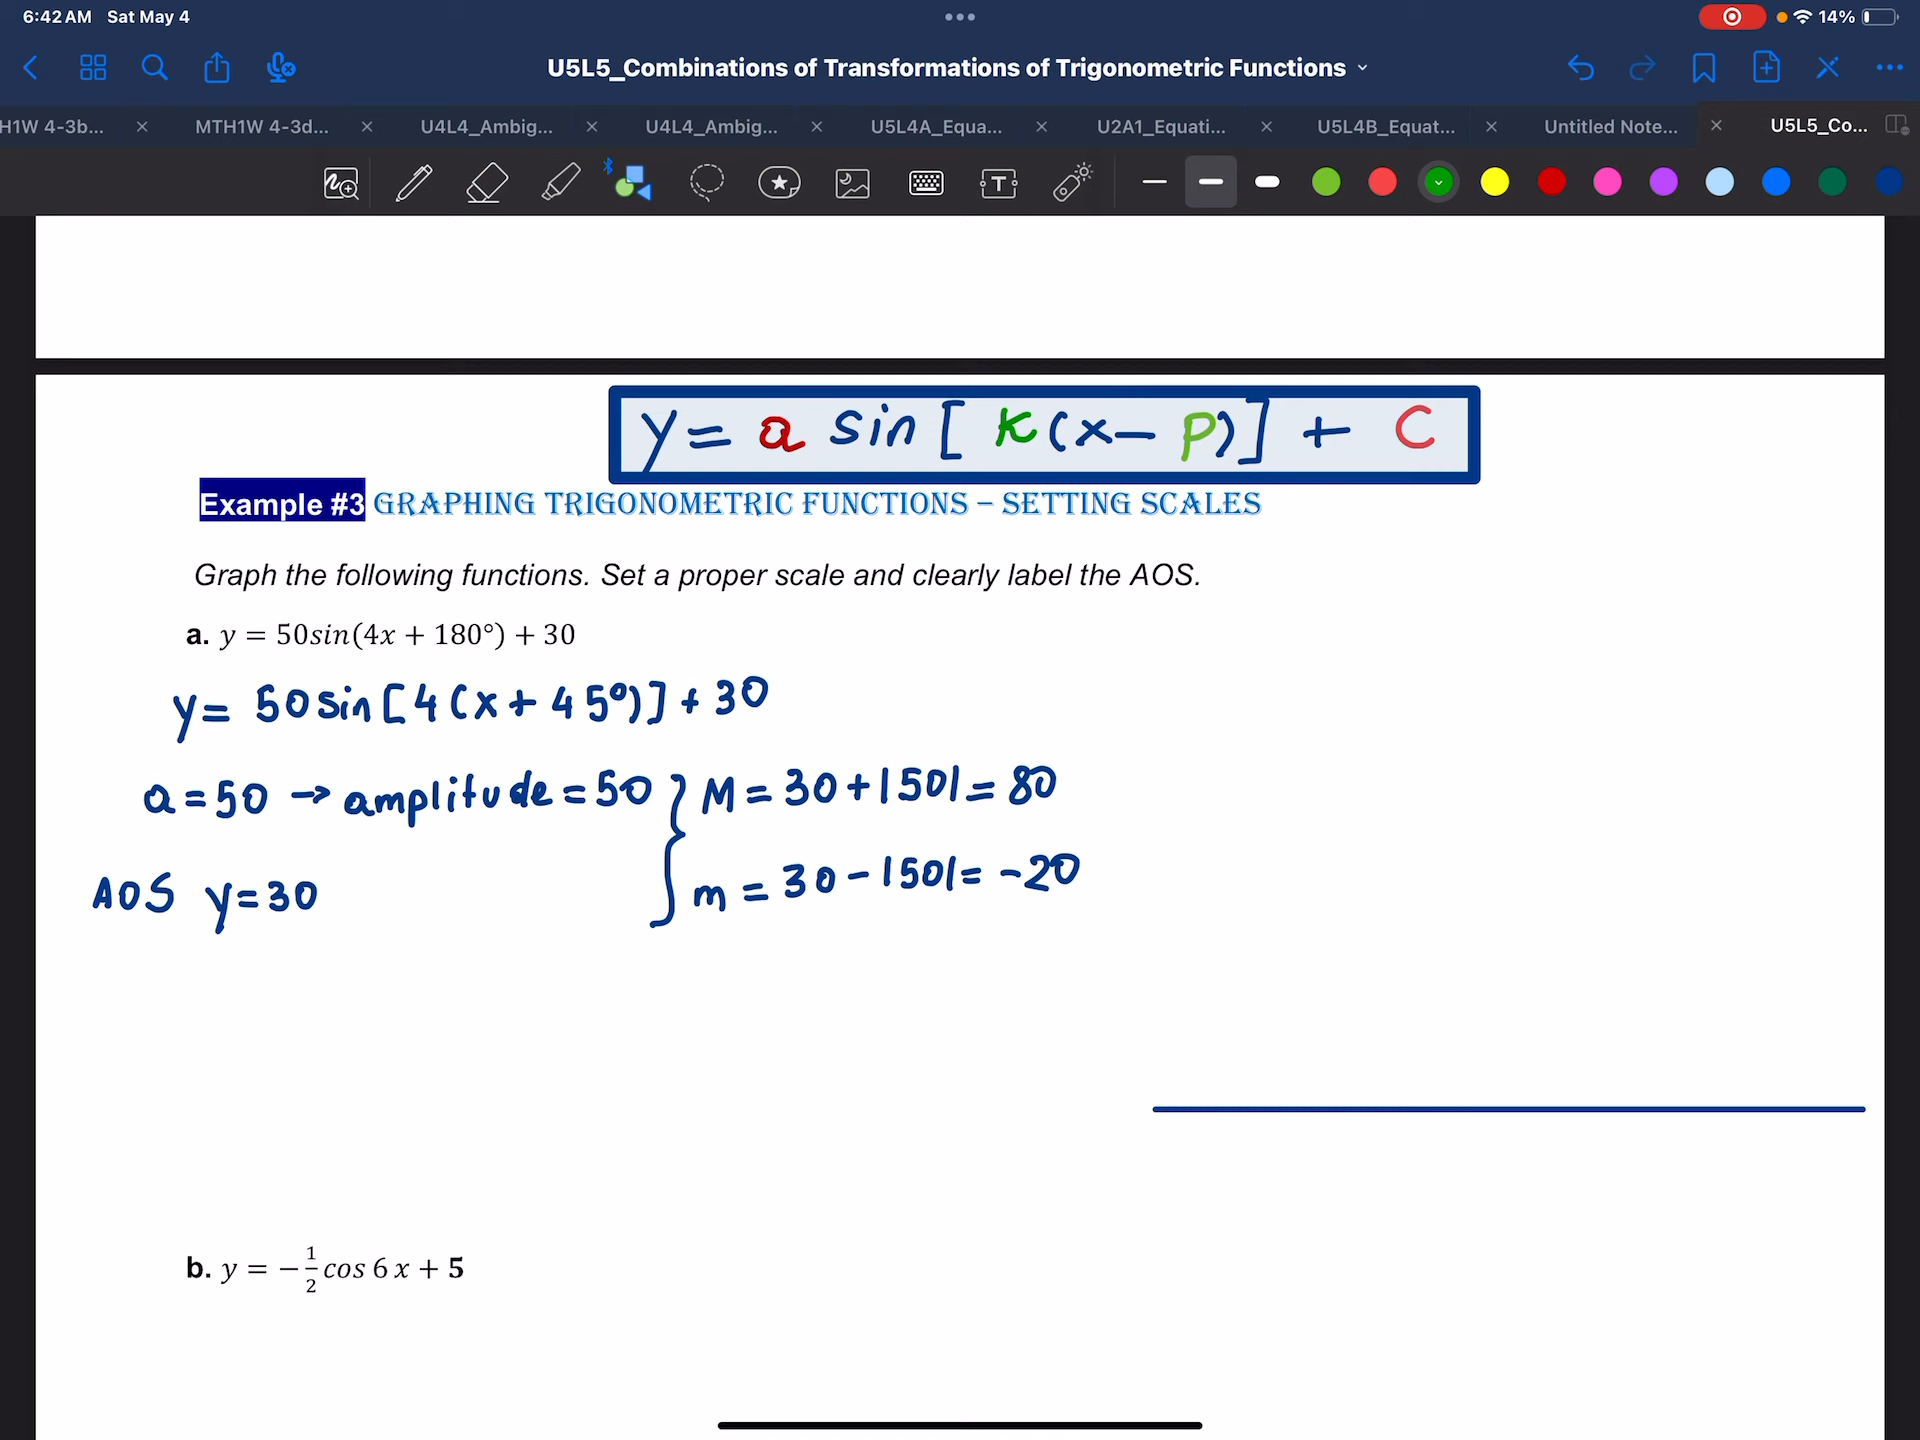 6:42 AM Sat May 4
14%
U5L5_Combinations of Transformations of Trigonometric Functions
H1W 4-3b... MTH1W 4-3d... U4L4_Ambig... U4L4_Ambig... U5L4A_Equa... U2A1_Equati... U5L4B_Equat... Untitled Note... U5L5_Co...
T
y = a sin [ k(x - p) ] + c
Example #3 GRAPHING TRIGONOMETRIC FUNCTIONS – SETTING SCALES
Graph the following functions. Set a proper scale and clearly label the AOS.
a. y = 50sin(4x + 180°) + 30
y = 50 sin [ 4 (x + 45°) ] + 30
a = 50 → amplitude = 50 } M = 30 + |50| = 80
m = 30 - |50| = -20
AOS y = 30
b. y = −1/2 cos 6 x + 5